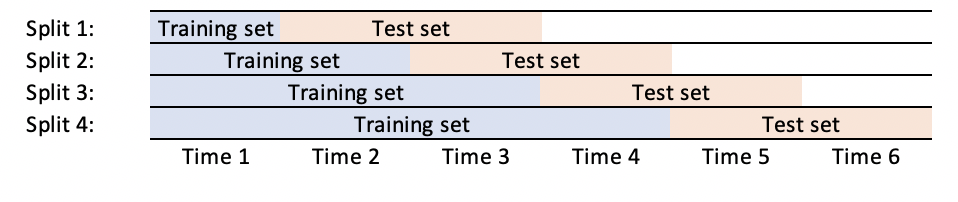 Split 1: Training set Test set
Split 2: Training set Test set
Split 3: Training set Test set
Split 4: Training set Test set
Time 1 Time 2 Time 3 Time 4 Time 5 Time 6